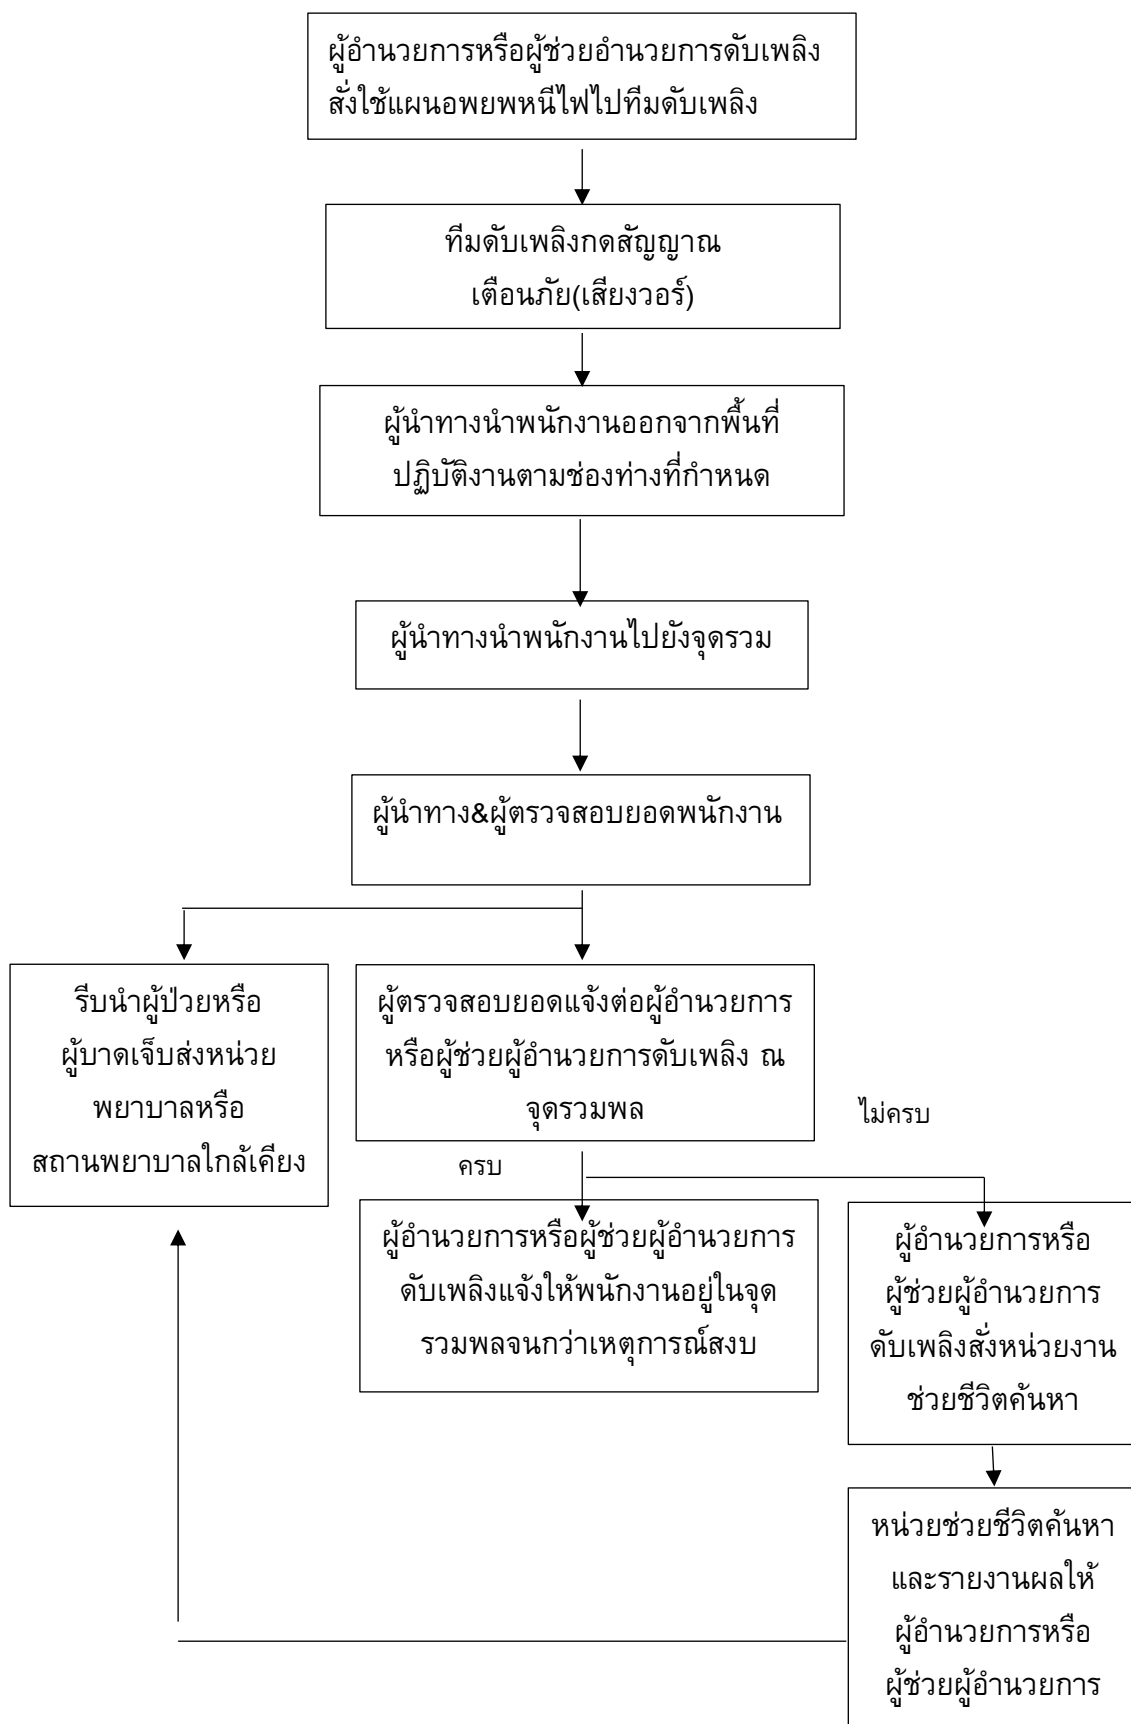 ผู้อำนวยการหรือผู้ช่วยอำนวยการดับเพลิง
สั่งใช้แผนอพยพหนีไฟไปทีมดับเพลิง
ทีมดับเพลิงกดสัญญาณ
เตือนภัย(เสียงวอร์)
ผู้นำทางนำพนักงานออกจากพื้นที่
ปฏิบัติงานตามช่องท่างที่กำหนด
ผู้นำทางนำพนักงานไปยังจุดรวม
ผู้นำทาง&ผู้ตรวจสอบยอดพนักงาน
รีบนำผู้ป่วยหรือ
ผู้บาดเจ็บส่งหน่วย
พยาบาลหรือ
สถานพยาบาลใกล้เคียง
ผู้ตรวจสอบยอดแจ้งต่อผู้อำนวยการ
หรือผู้ช่วยผู้อำนวยการดับเพลิง ณ
จุดรวมพล
ไม่ครบ
ครบ
ผู้อำนวยการหรือผู้ช่วยผู้อำนวยการ
ดับเพลิงแจ้งให้พนักงานอยู่ในจุด
รวมพลจนกว่าเหตุการณ์สงบ
ผู้อำนวยการหรือ
ผู้ช่วยผู้อำนวยการ
ดับเพลิงสั่งหน่วยงาน
ช่วยชีวิตค้นหา
หน่วยช่วยชีวิตค้นหา
และรายงานผลให้
ผู้อำนวยการหรือ
ผู้ช่วยผู้อำนวยการ